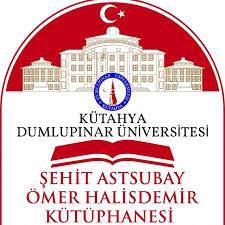 KÜTAHYA
DUMLUPINAR ÜNİVERSİTESİ
ŞEHİT ASTSUBAY
ÖMER HALİSDEMİR
KÜTÜPHANESİ